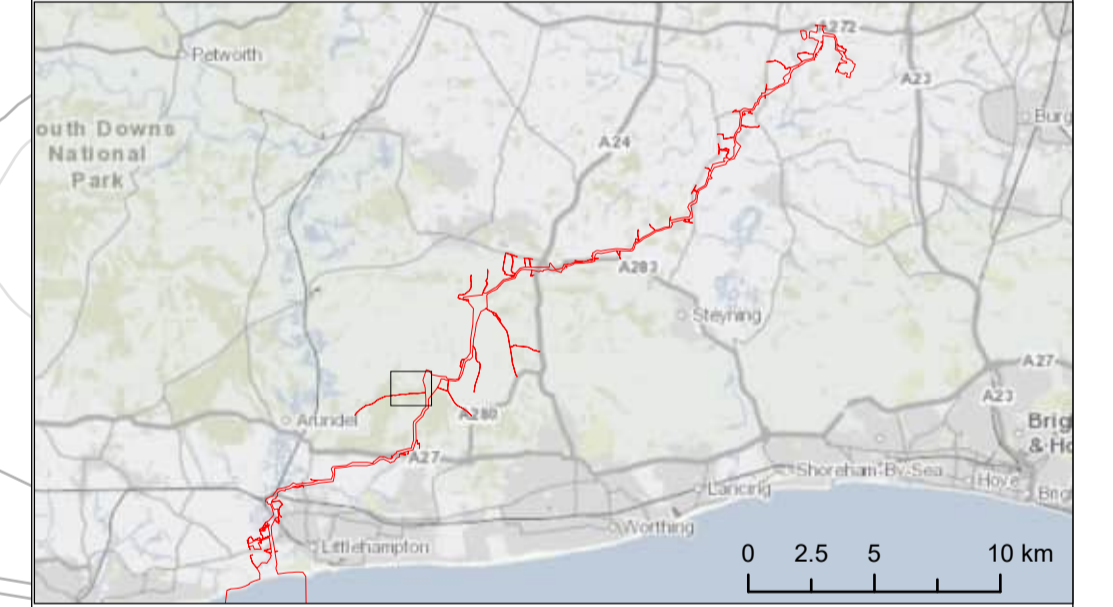 A272
Petworth
A23
Burg
outh Downs
National
Park
A24
A283
Steyning
A27
A23
Arundel
A280
Brig
& Ho
A27
Shoreham-By-Sea
Hove
Brig
Lancing
Worthing
Littlehampton
0 2.5 5 10 km